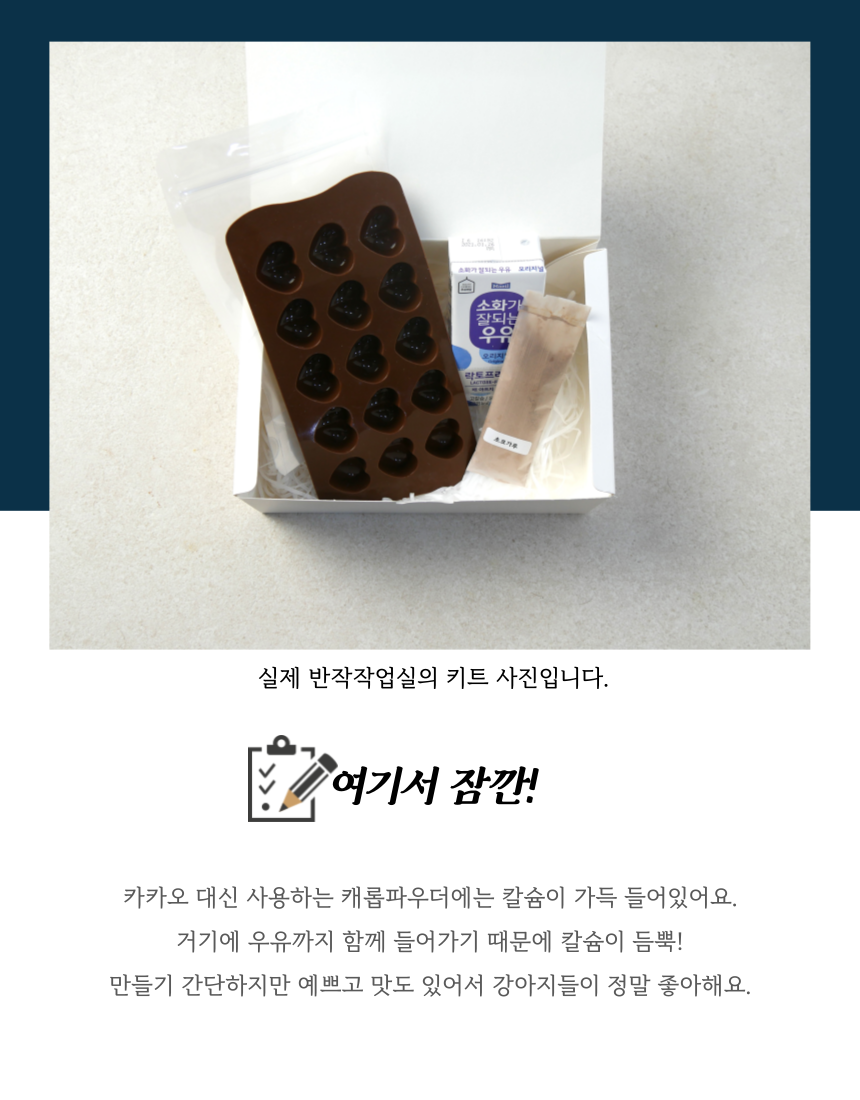 소화가 잘되는 우유 오리지널
소화가
잘되는
우유
초코가루
실제 반작작업실의 키트 사진입니다.
여기서 잠깐!
카카오 대신 사용하는 캐롭파우더에는 칼슘이 가득 들어있어요.
거기에 우유까지 함께 들어가기 때문에 칼슘이 듬뿍!
만들기 간단하지만 예쁘고 맛도 있어서 강아지들이 정말 좋아해요.